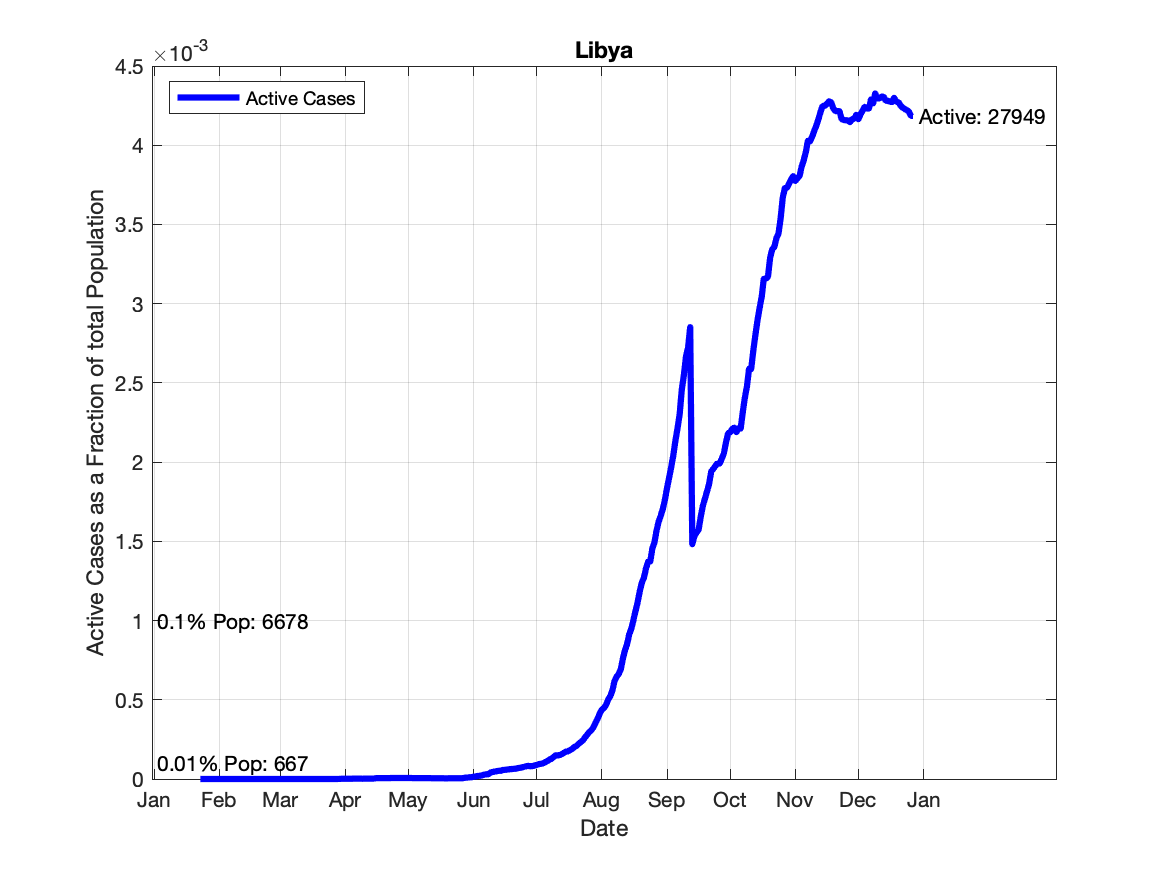 Libya
×10-3
4.5
4
3.5
3
2.5
2
1.5
1
0.5
0
Active Cases
Active: 27949
0.1% Pop: 6678
0.01% Pop: 667
Active Cases as a Fraction of total Population
Jan Feb Mar Apr May Jun Jul Aug Sep Oct Nov Dec Jan
Date